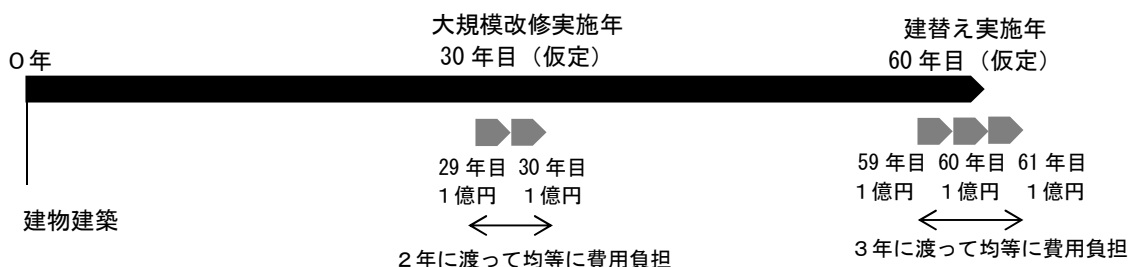 大規模改修実施年
30年目（仮定）
建替え実施年
60年目（仮定）
0年
29年目 30年目
1億円 1億円
59年目 60年目 61年目
1億円 1億円 1億円
建物建築
2年に渡って均等に費用負担
3年に渡って均等に費用負担